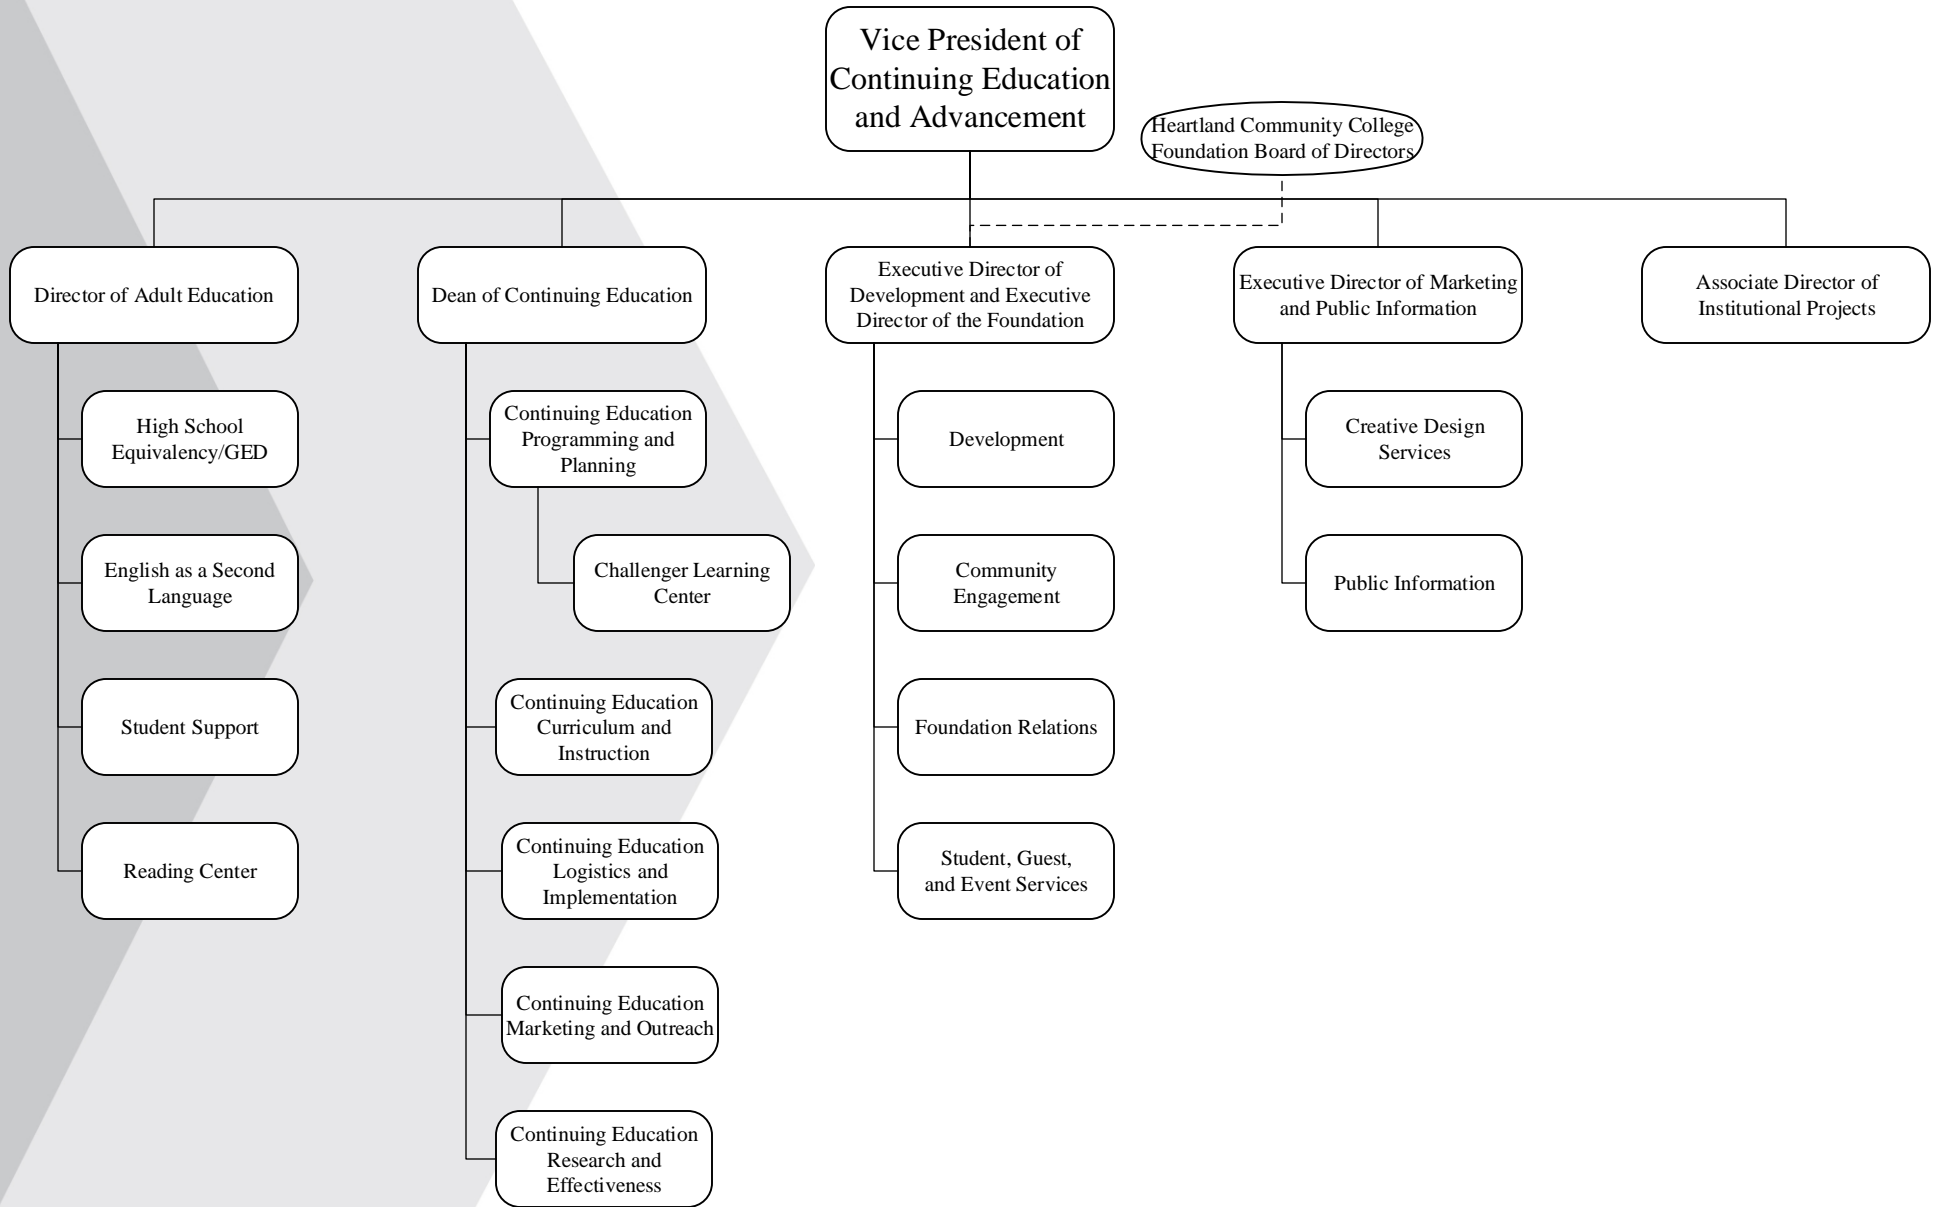 Vice President of
Continuing Education
and Advancement
Heartland Community College
Foundation Board of Directors
Director of Adult Education
Dean of Continuing Education
Executive Director of
Development and Executive
Director of the Foundation
Executive Director of Marketing
and Public Information
Associate Director of
Institutional Projects
High School
Equivalency/GED
English as a Second
Language
Student Support
Reading Center
Continuing Education
Programming and
Planning
Challenger Learning
Center
Continuing Education
Curriculum and
Instruction
Continuing Education
Logistics and
Implementation
Continuing Education
Marketing and Outreach
Continuing Education
Research and
Effectiveness
Development
Community
Engagement
Foundation Relations
Student, Guest,
and Event Services
Creative Design
Services
Public Information